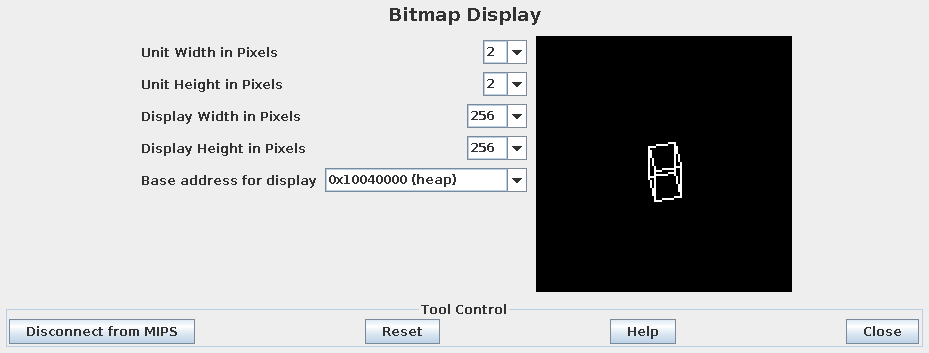 Bitmap Display
Unit Width in Pixels 2
Unit Height in Pixels 2
Display Width in Pixels 256
Display Height in Pixels 256
Base address for display 0x10040000 (heap)
Tool Control
Disconnect from MIPS Reset Help Close